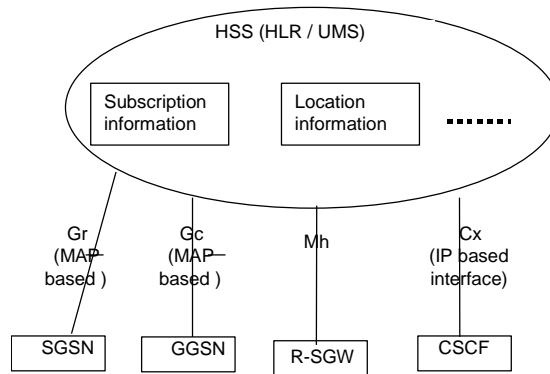 HSS (HLR / UMS)
Subscription
information
Location
information
Gr
(MAP
based )
Gc
(MAP
based )
Mh
Cx
(IP based
interface)
SGSN
GGSN
R-SGW
CSCF